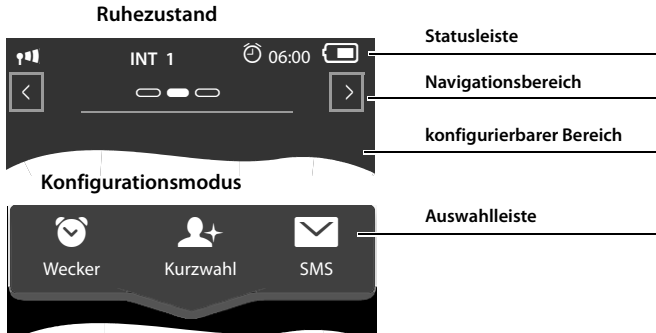 Ruhezustand
Statusleiste
INT 1
06:00
Navigationsbereich
konfigurierbarer Bereich
Konfigurationsmodus
Auswahlleiste
Wecker
Kurzwahl
SMS